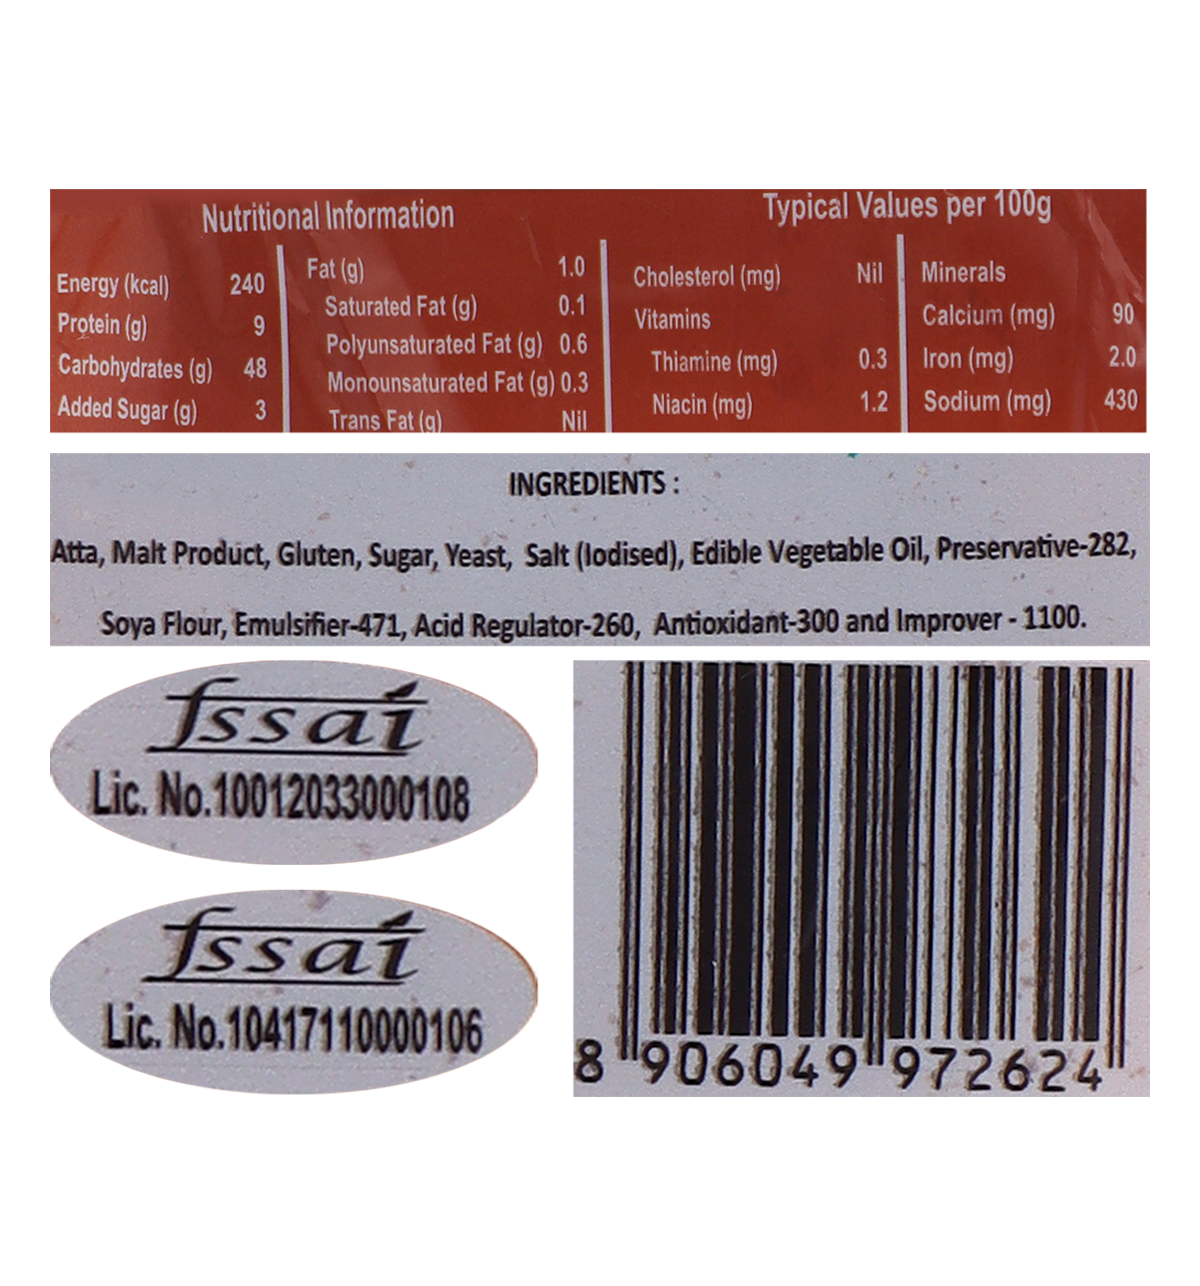 Nutritional Information
Typical Values per 100g
Energy (kcal) 240
Protein (g) 9
Carbohydrates (g) 48
Added Sugar (g) 3
Fat (g) 1.0
Saturated Fat (g) 0.1
Polyunsaturated Fat (g) 0.6
Monounsaturated Fat (g) 0.3
Trans Fat (g) Nil
Cholesterol (mg) Nil
Vitamins
Thiamine (mg) 0.3
Niacin (mg) 1.2
Minerals
Calcium (mg) 90
Iron (mg) 2.0
Sodium (mg) 430
INGREDIENTS :
Atta, Malt Product, Gluten, Sugar, Yeast, Salt (Iodised), Edible Vegetable Oil, Preservative-282,
Soya Flour, Emulsifier-471, Acid Regulator-260, Antioxidant-300 and Improver - 1100.
fssai
Lic. No.10012033000108
fssai
Lic. No.10417110000106
8 906049 972624